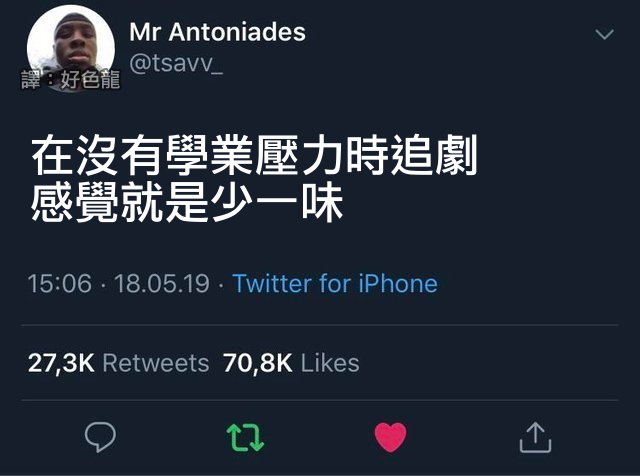 Mr Antoniades
@tsavv_
譯：好色龍
在沒有學業壓力時追劇
感覺就是少一味
15:06 · 18.05.19 · Twitter for iPhone
27,3K Retweets 70,8K Likes